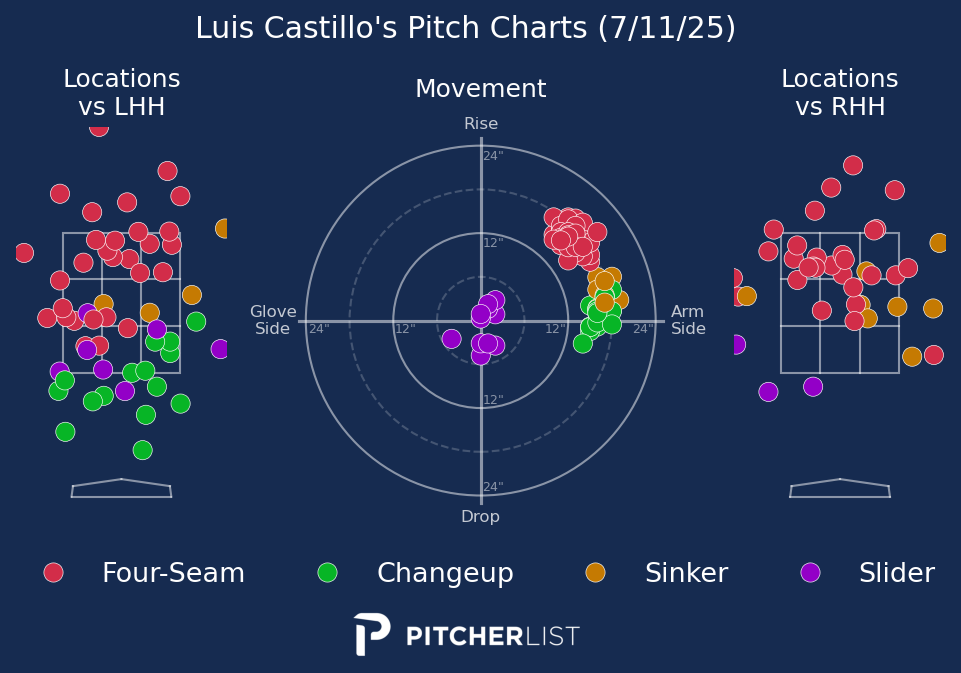 Luis Castillo's Pitch Charts (7/11/25)
Locations
vs LHH
Movement
Locations
vs RHH
Rise
24"
12"
Glove
Side
24"
12"
12"
24"
Arm
Side
12"
24"
Drop
Four-Seam
Changeup
Sinker
Slider
PITCHERLIST